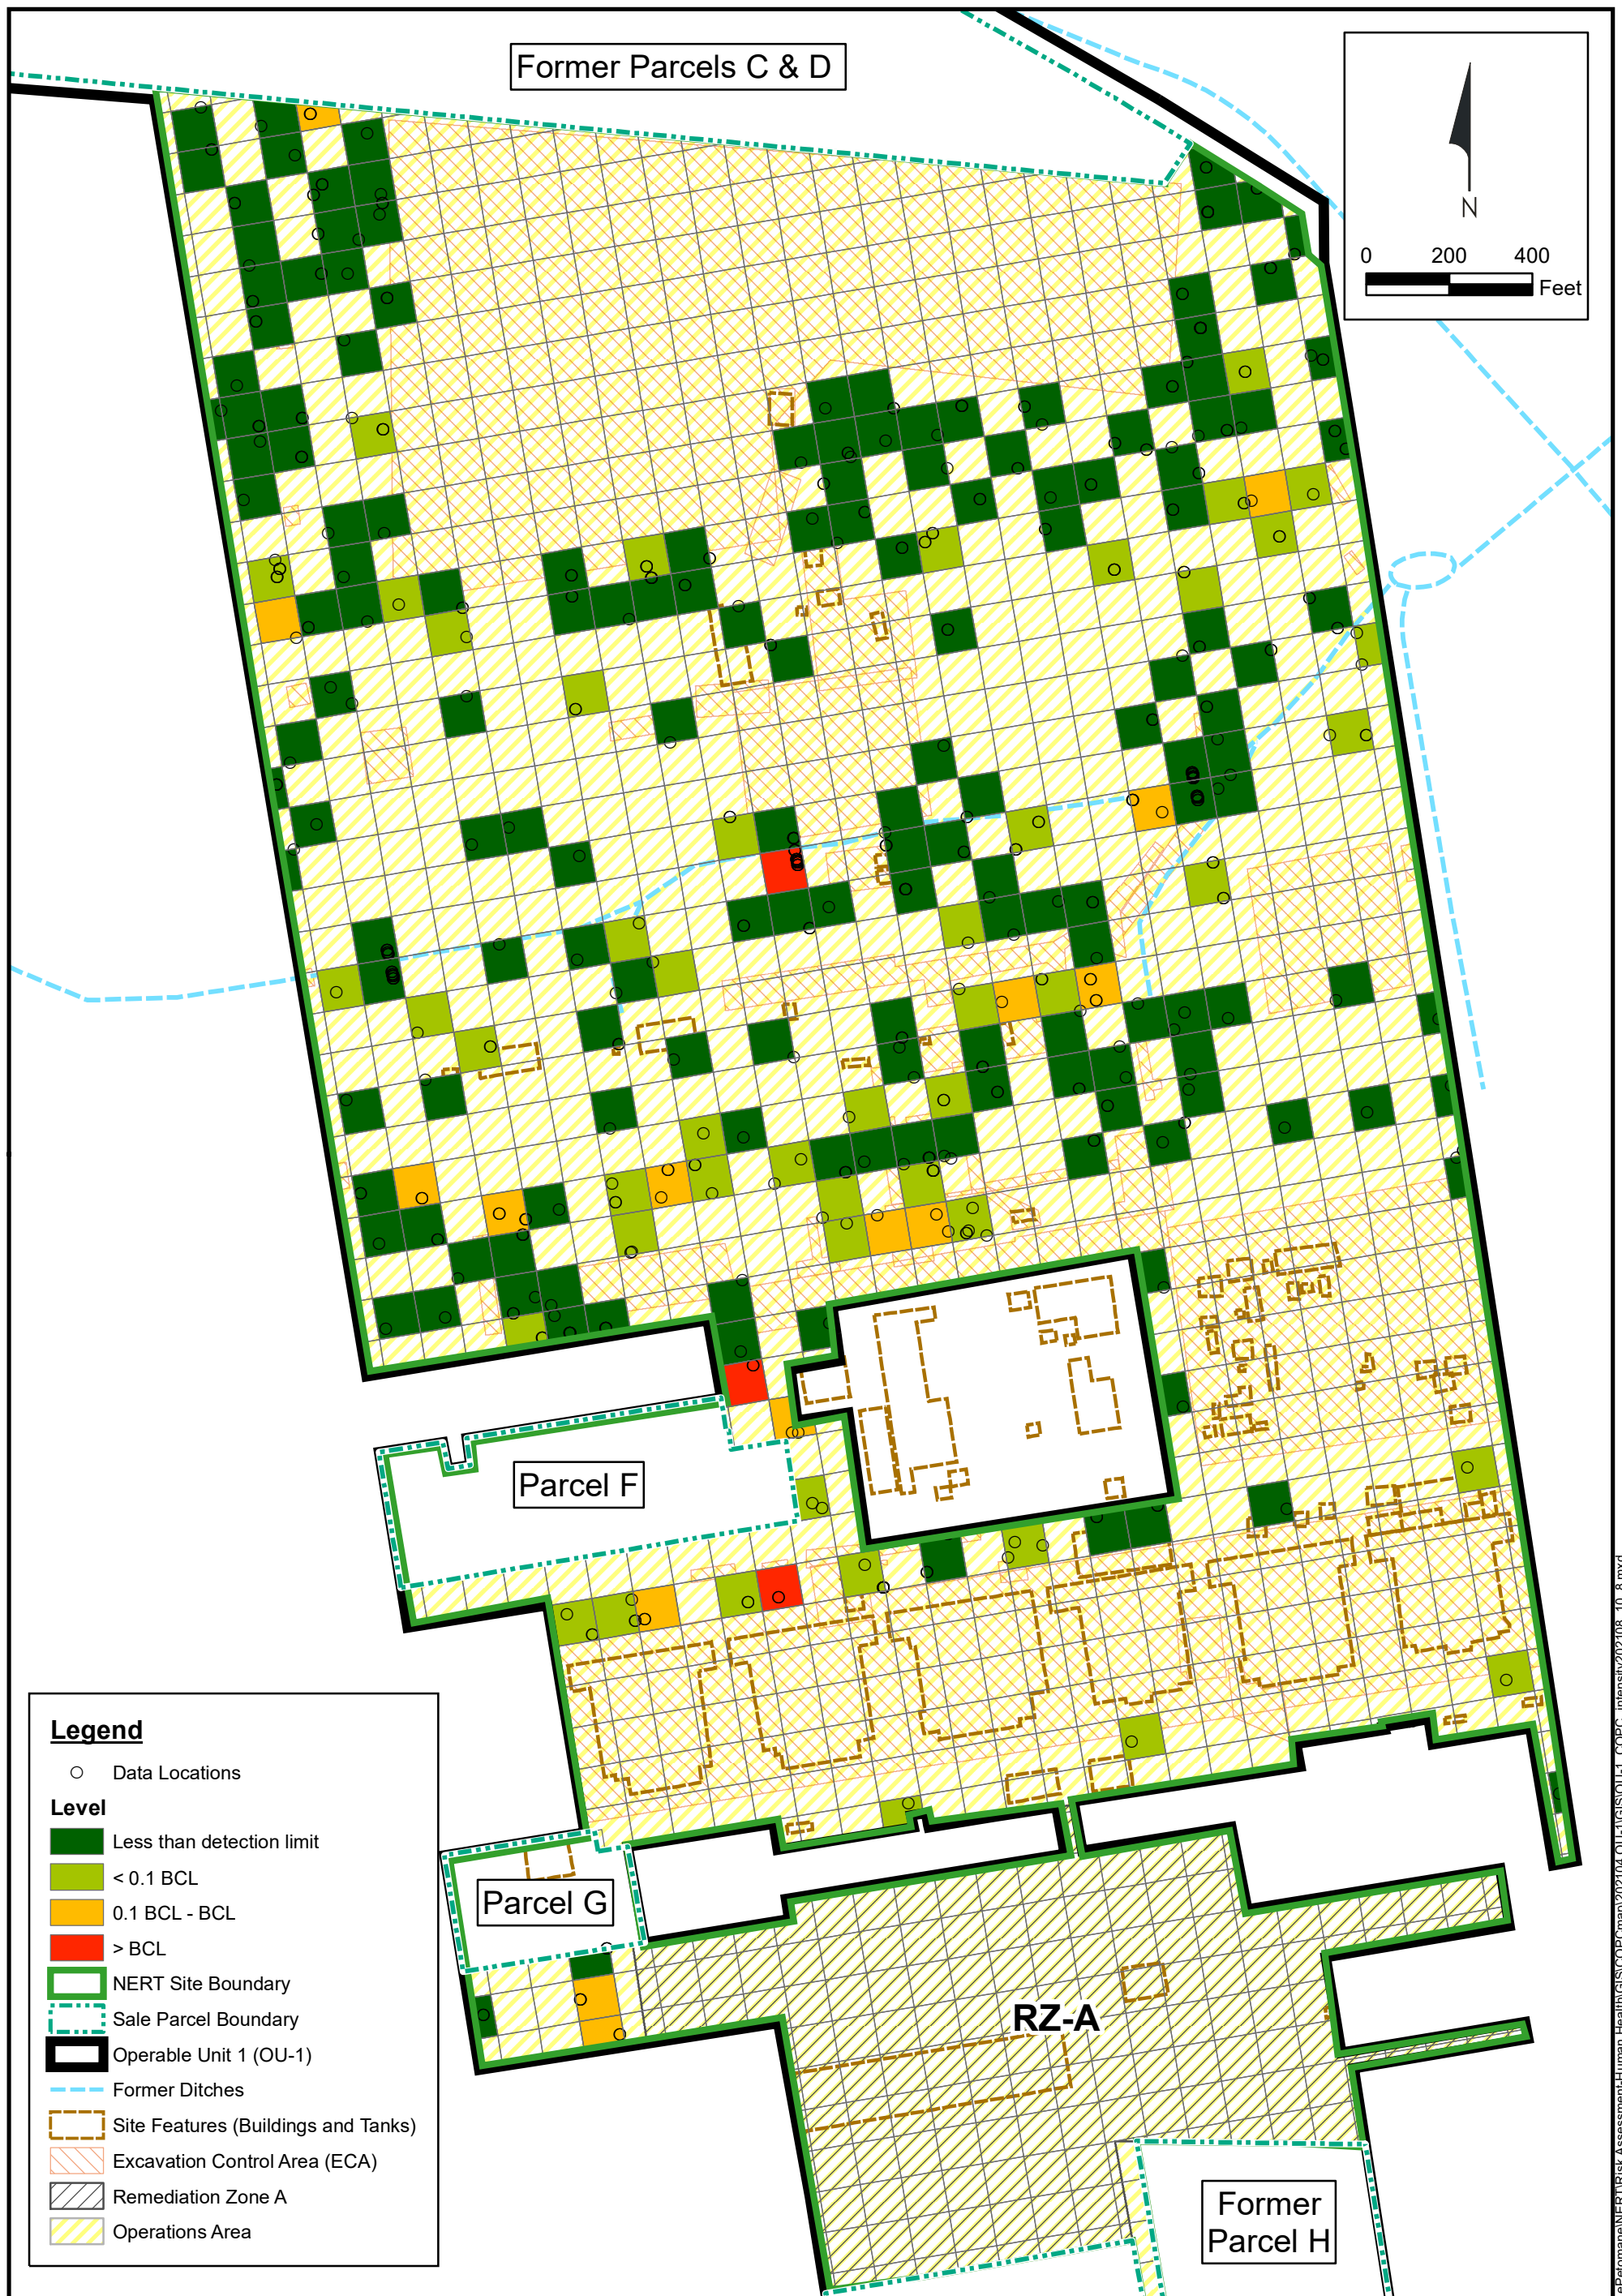 Former Parcels C & D
N
0 200 400
Feet
Parcel F
Parcel G
RZ-A
Former
Parcel H
Legend
Data Locations
Level
Less than detection limit
< 0.1 BCL
0.1 BCL - BCL
> BCL
NERT Site Boundary
Sale Parcel Boundary
Operable Unit 1 (OU-1)
Former Ditches
Site Features (Buildings and Tanks)
Excavation Control Area (ECA)
Remediation Zone A
Operations Area